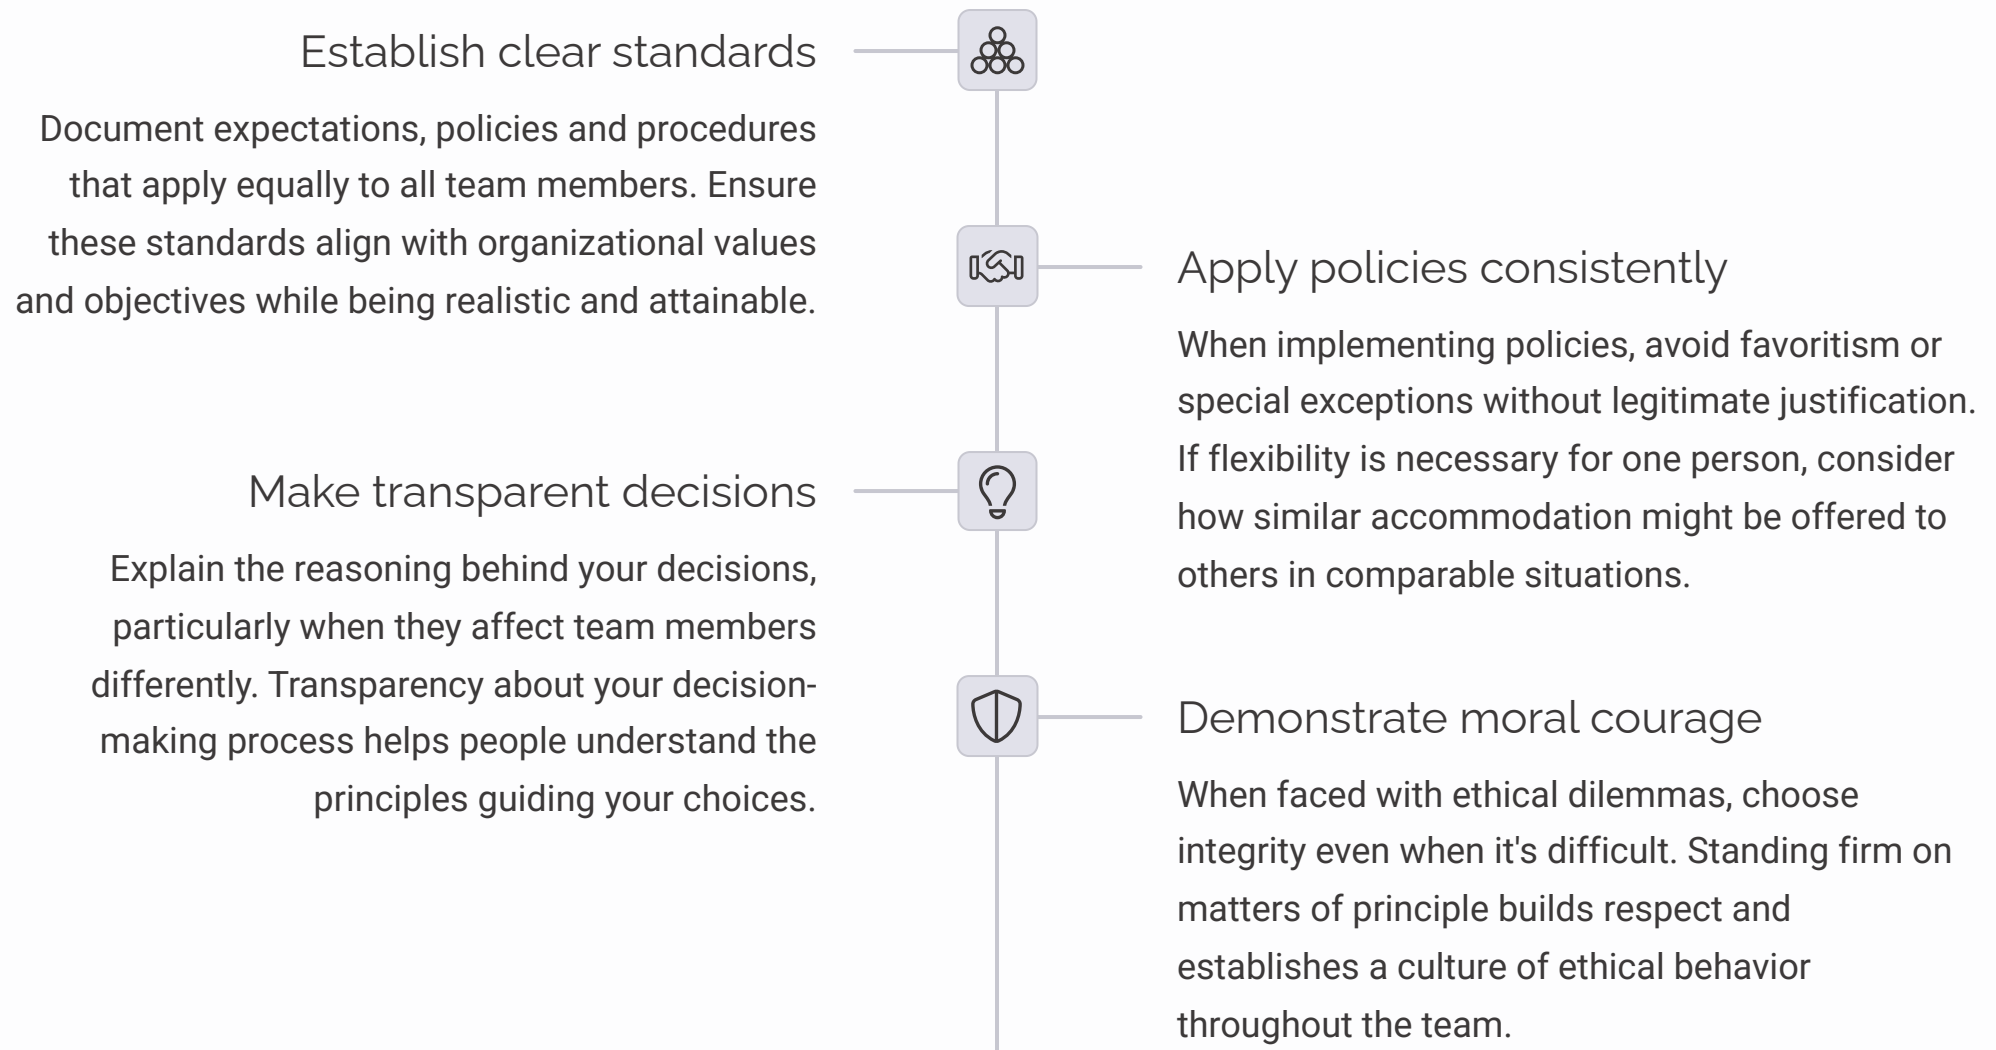 Establish clear standards
Document expectations, policies and procedures
that apply equally to all team members. Ensure
these standards align with organizational values
and objectives while being realistic and attainable.
Apply policies consistently
When implementing policies, avoid favoritism or
special exceptions without legitimate justification.
If flexibility is necessary for one person, consider
how similar accommodation might be offered to
others in comparable situations.
Make transparent decisions
Explain the reasoning behind your decisions,
particularly when they affect team members
differently. Transparency about your decision-
making process helps people understand the
principles guiding your choices.
Demonstrate moral courage
When faced with ethical dilemmas, choose
integrity even when it's difficult. Standing firm on
matters of principle builds respect and
establishes a culture of ethical behavior
throughout the team.